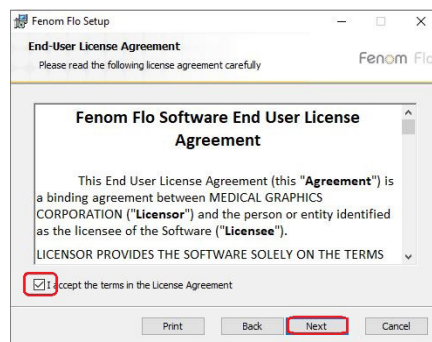 Fenom Flo Setup
End-User License Agreement
Please read the following license agreement carefully
Fenom Flo
Fenom Flo Software End User License
Agreement
This End User License Agreement (this "Agreement") is
a binding agreement between MEDICAL GRAPHICS
CORPORATION ("Licensor") and the person or entity identified
as the licensee of the Software ("Licensee").
LICENSOR PROVIDES THE SOFTWARE SOLELY ON THE TERMS
I accept the terms in the License Agreement
Print Back Next Cancel